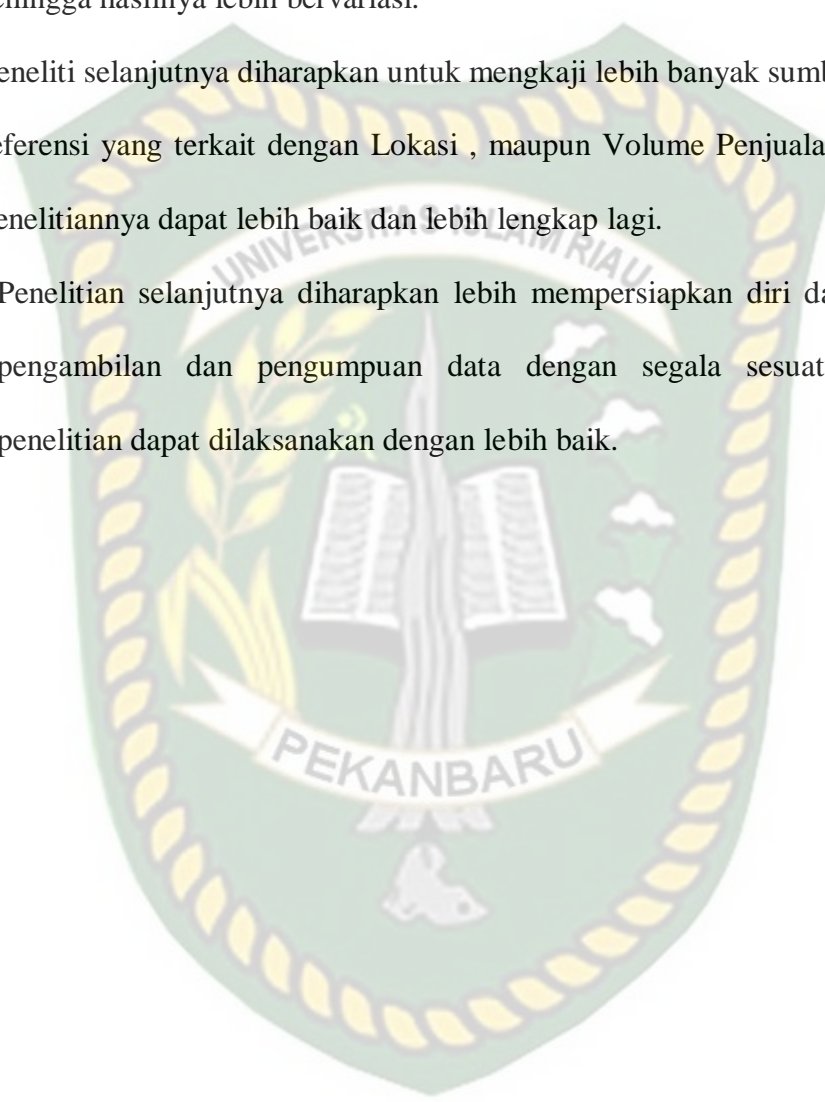 ehingga hasilnya lebih bervariasi.
eneliti selanjutnya diharapkan untuk mengkaji lebih banyak sumb
eferensi yang terkait dengan Lokasi , maupun Volume Penjuala
enelitiannya dapat lebih baik dan lebih lengkap lagi.
UNIVERSITAS ISLAM RIAU
Penelitian selanjutnya diharapkan lebih mempersiapkan diri da
pengambilan dan pengumpuan data dengan segala sesuat
penelitian dapat dilaksanakan dengan lebih baik.
PEKANBARU